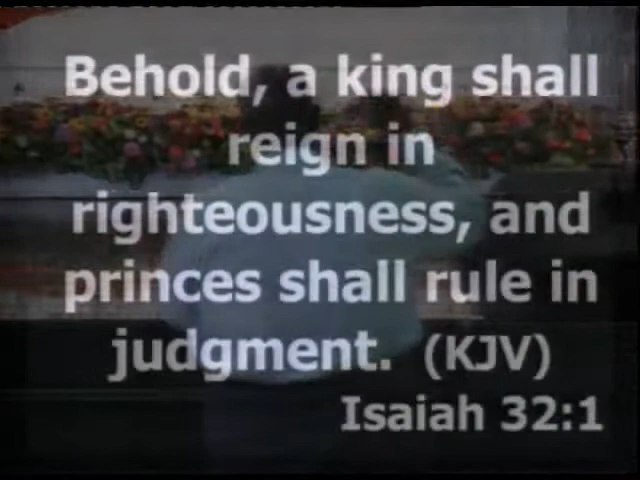 Behold, a king shall
reign in
righteousness, and
princes shall rule in
judgment. (KJV)
Isaiah 32:1